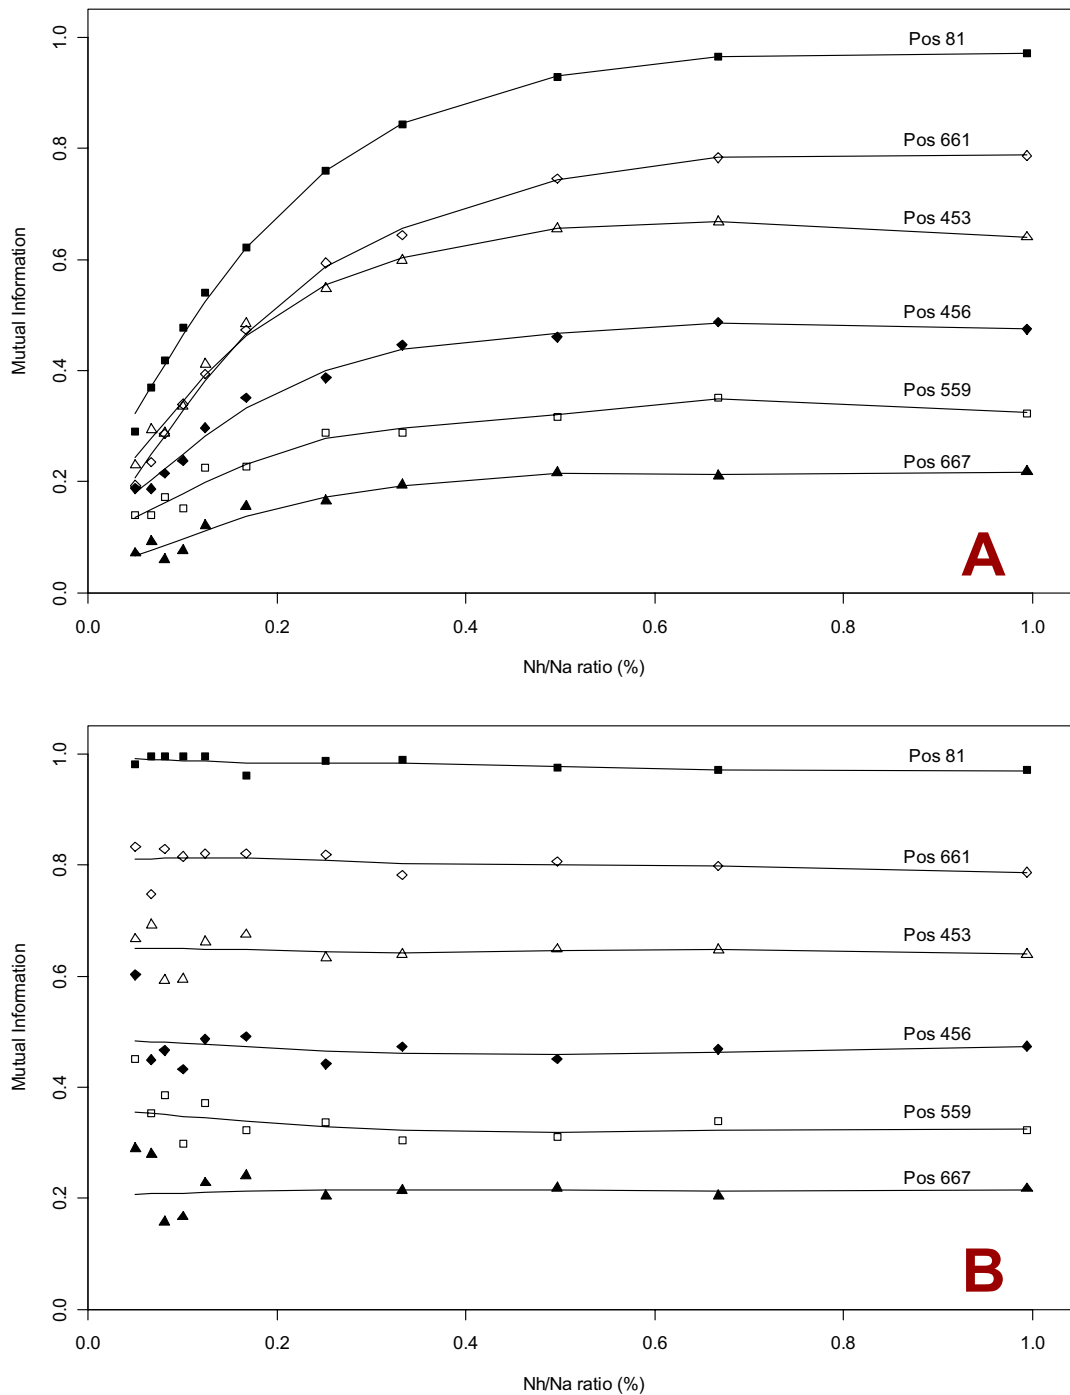 1.0
Pos 81
0.8
Pos 661
0.6
Pos 453
Mutual Information
0.4
Pos 456
Pos 559
0.2
Pos 667
A
0.0
0.0 0.2 0.4 0.6 0.8 1.0
Nh/Na ratio (%)
1.0
Pos 81
0.8
Pos 661
0.6
Pos 453
Mutual Information
0.4
Pos 456
Pos 559
0.2
Pos 667
B
0.0
0.0 0.2 0.4 0.6 0.8 1.0
Nh/Na ratio (%)